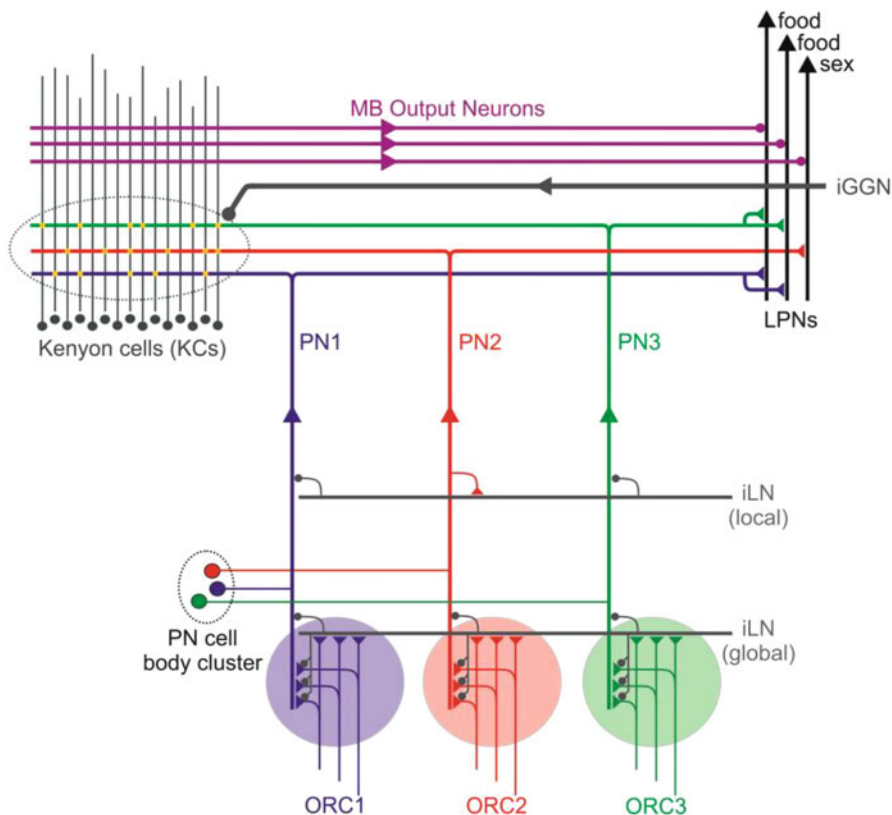 food
food
sex
MB Output Neurons
iGGN
LPNs
Kenyon cells (KCs)
PN1
PN2
PN3
iLN
(local)
PN cell
body cluster
iLN
(global)
ORC1
ORC2
ORC3